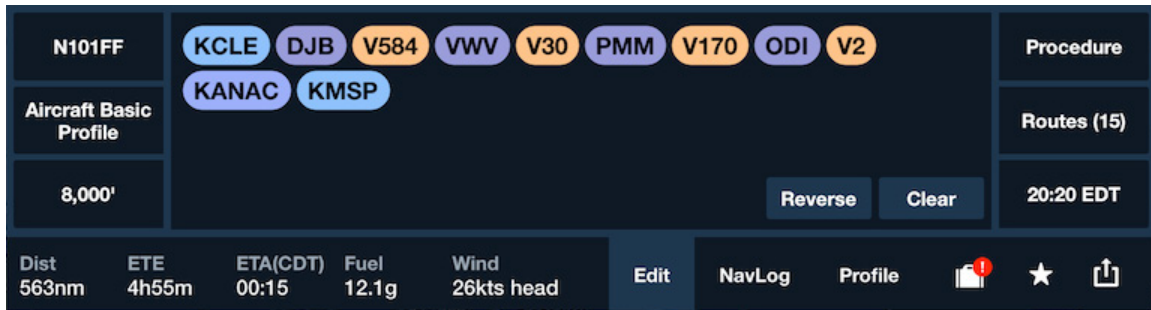 N101FF
Aircraft Basic
Profile
8,000'
KCLE DJB V584 VWV V30 PMM V170 ODI V2
KANAC KMSP
Reverse Clear
Procedure
Routes (15)
20:20 EDT
Dist ETE ETA(CDT) Fuel Wind
563nm 4h55m 00:15 12.1g 26kts head
Edit NavLog Profile !